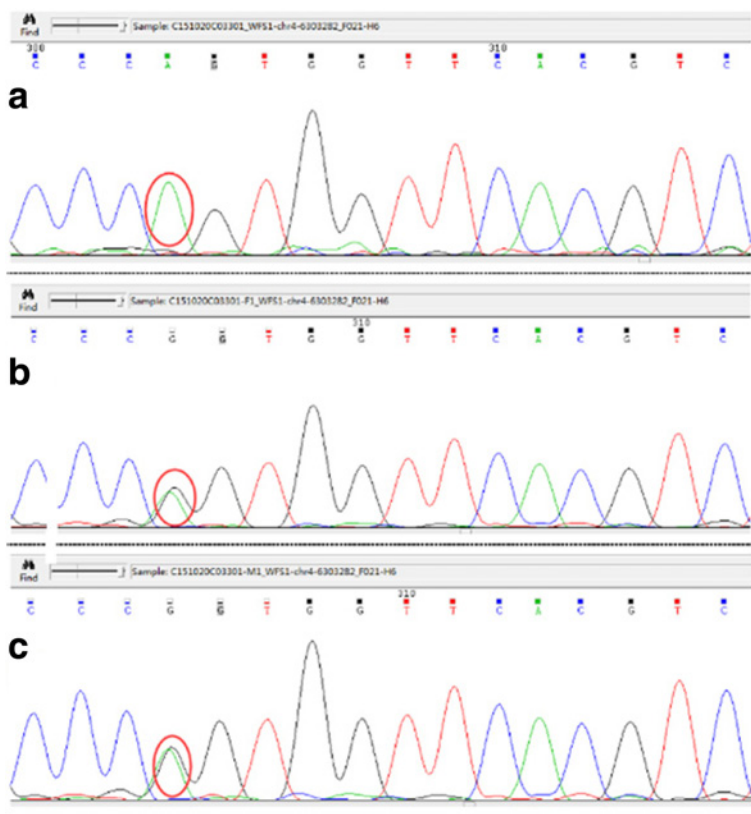 Find Sample: C151020C03301_WFS1-chr4-6303282_F021-H6
300 310
C C C A G T G G T T C A C G T C
a
Find Sample: C151020C03301-F1_WFS1-chr4-6303282_F021-H6
310
C C C G G T G G T T C A C G T C
b
Find Sample: C151020C03301-M1_WFS1-chr4-6303282_F021-H6
310
C C C G G T G G T T C A C G T C
c